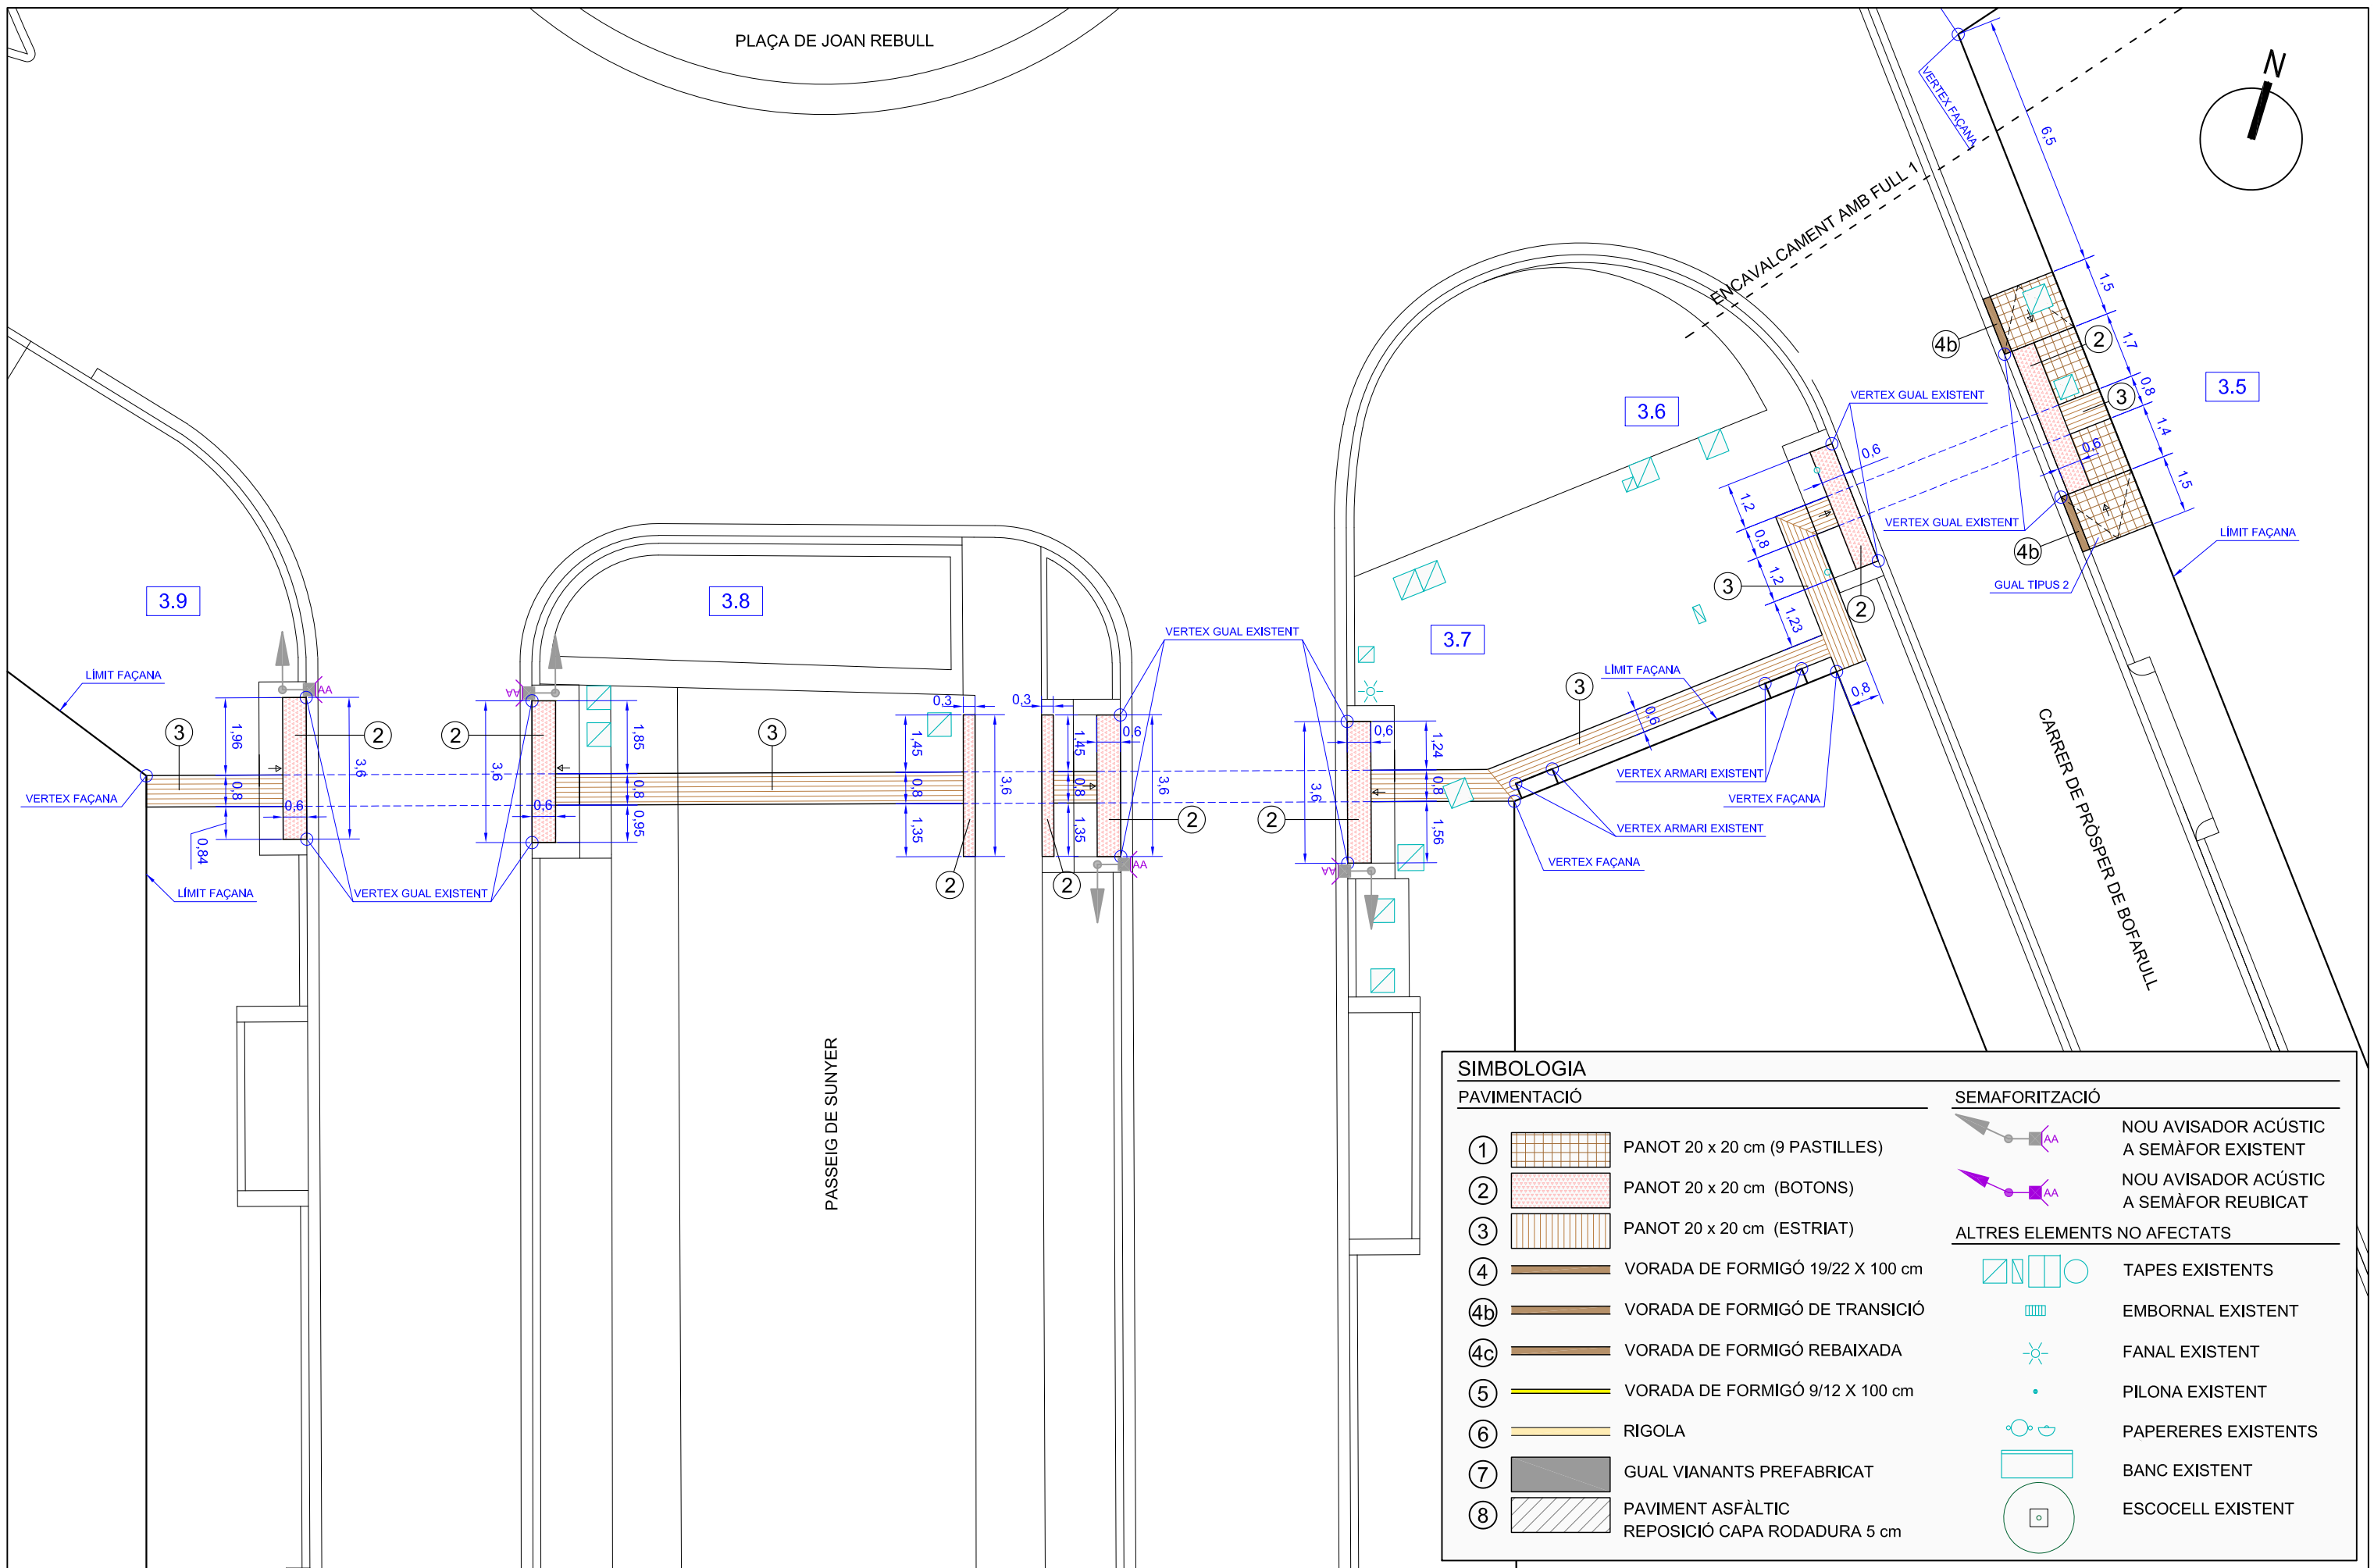 PLAÇA DE JOAN REBULL
N
VERTEX FAÇANA
6,5
ENCAVALCAMENT AMB FULL 1
1,5
1,7
0,8
1,4
1,5
4b
2
3
3.5
0,6
4b
VERTEX GUAL EXISTENT
VERTEX GUAL EXISTENT
GUAL TIPUS 2
LÍMIT FAÇANA
3.6
0,6
1,2
0,8
1,2
1,23
3
2
3.9
3.8
3.7
VERTEX GUAL EXISTENT
LÍMIT FAÇANA
LÍMIT FAÇANA
3
0,6
0,8
AA
AA
3
1,96
2
3,6
0,8
0,6
0,84
VERTEX FAÇANA
LÍMIT FAÇANA
VERTEX GUAL EXISTENT
2
3,6
0,6
1,85
0,8
0,95
3
0,3
0,3
1,45
0,8
1,35
3,6
1,45
0,8
1,35
0,6
3,6
2
2
2
AA
2
3,6
0,6
1,24
0,8
1,56
AA
VERTEX ARMARI EXISTENT
VERTEX FAÇANA
VERTEX ARMARI EXISTENT
VERTEX FAÇANA
CARRER DE PRÒSPER DE BOFARULL
PASSEIG DE SUNYER
SIMBOLOGIA
PAVIMENTACIÓ
1 PANOT 20 x 20 cm (9 PASTILLES)
2 PANOT 20 x 20 cm (BOTONS)
3 PANOT 20 x 20 cm (ESTRIAT)
4 VORADA DE FORMIGÓ 19/22 X 100 cm
4b VORADA DE FORMIGÓ DE TRANSICIÓ
4c VORADA DE FORMIGÓ REBAIXADA
5 VORADA DE FORMIGÓ 9/12 X 100 cm
6 RIGOLA
7 GUAL VIANANTS PREFABRICAT
8 PAVIMENT ASFÀLTIC
REPOSICIÓ CAPA RODADURA 5 cm
SEMAFORITZACIÓ
AA NOU AVISADOR ACÚSTIC
A SEMÀFOR EXISTENT
AA NOU AVISADOR ACÚSTIC
A SEMÀFOR REUBICAT
ALTRES ELEMENTS NO AFECTATS
TAPES EXISTENTS
EMBORNAL EXISTENT
FANAL EXISTENT
PILONA EXISTENT
PAPERERES EXISTENTS
BANC EXISTENT
ESCOCELL EXISTENT